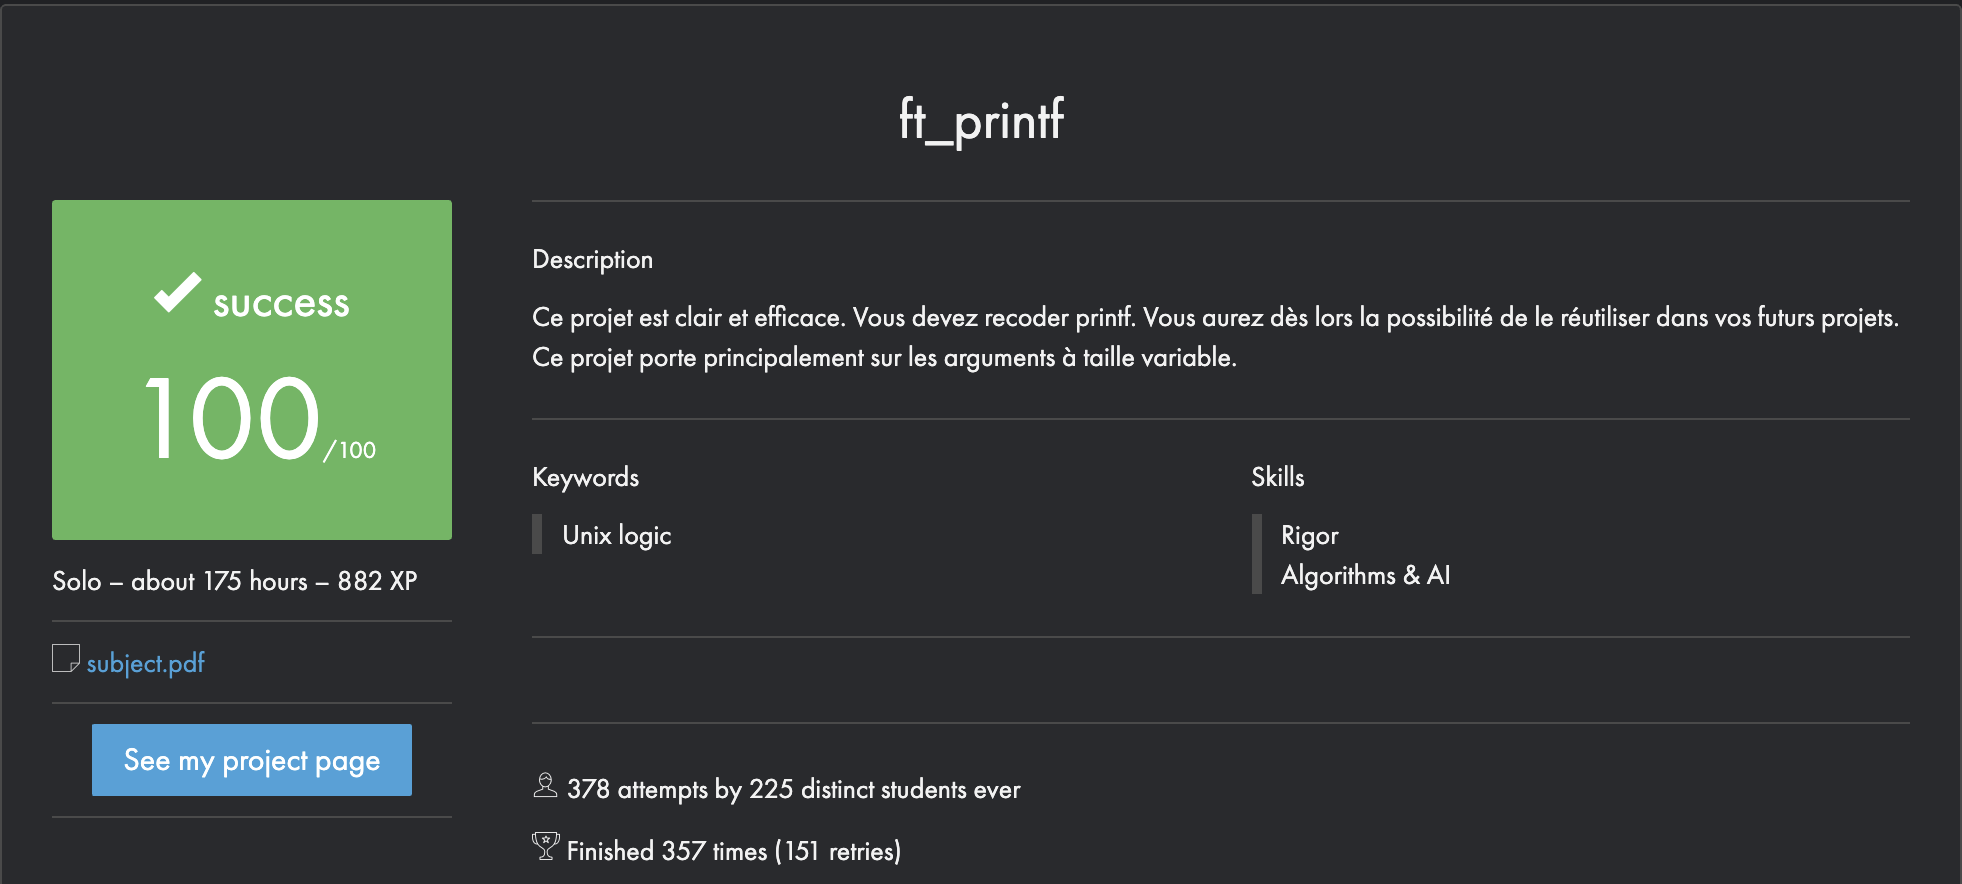 ft_printf
success
100/100
Solo – about 175 hours – 882 XP
subject.pdf
See my project page
Description
Ce projet est clair et efficace. Vous devez recoder printf. Vous aurez dès lors la possibilité de le réutiliser dans vos futurs projets.
Ce projet porte principalement sur les arguments à taille variable.
Keywords
Unix logic
Skills
Rigor
Algorithms & AI
378 attempts by 225 distinct students ever
Finished 357 times (151 retries)